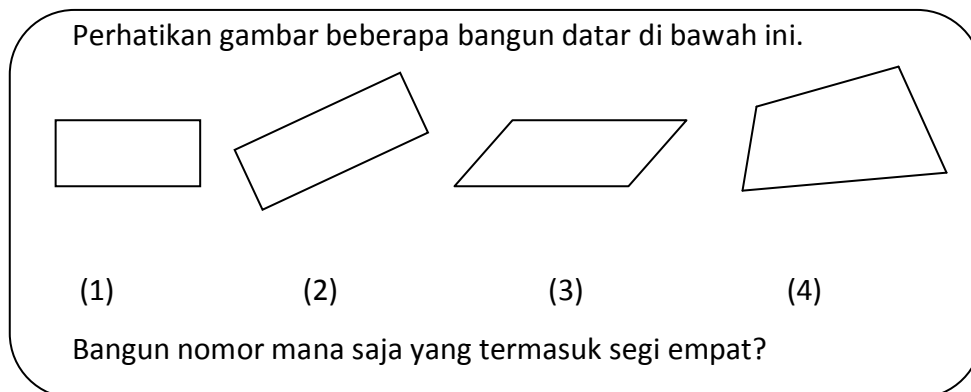 Perhatikan gambar beberapa bangun datar di bawah ini.
(1) (2) (3) (4)
Bangun nomor mana saja yang termasuk segi empat?